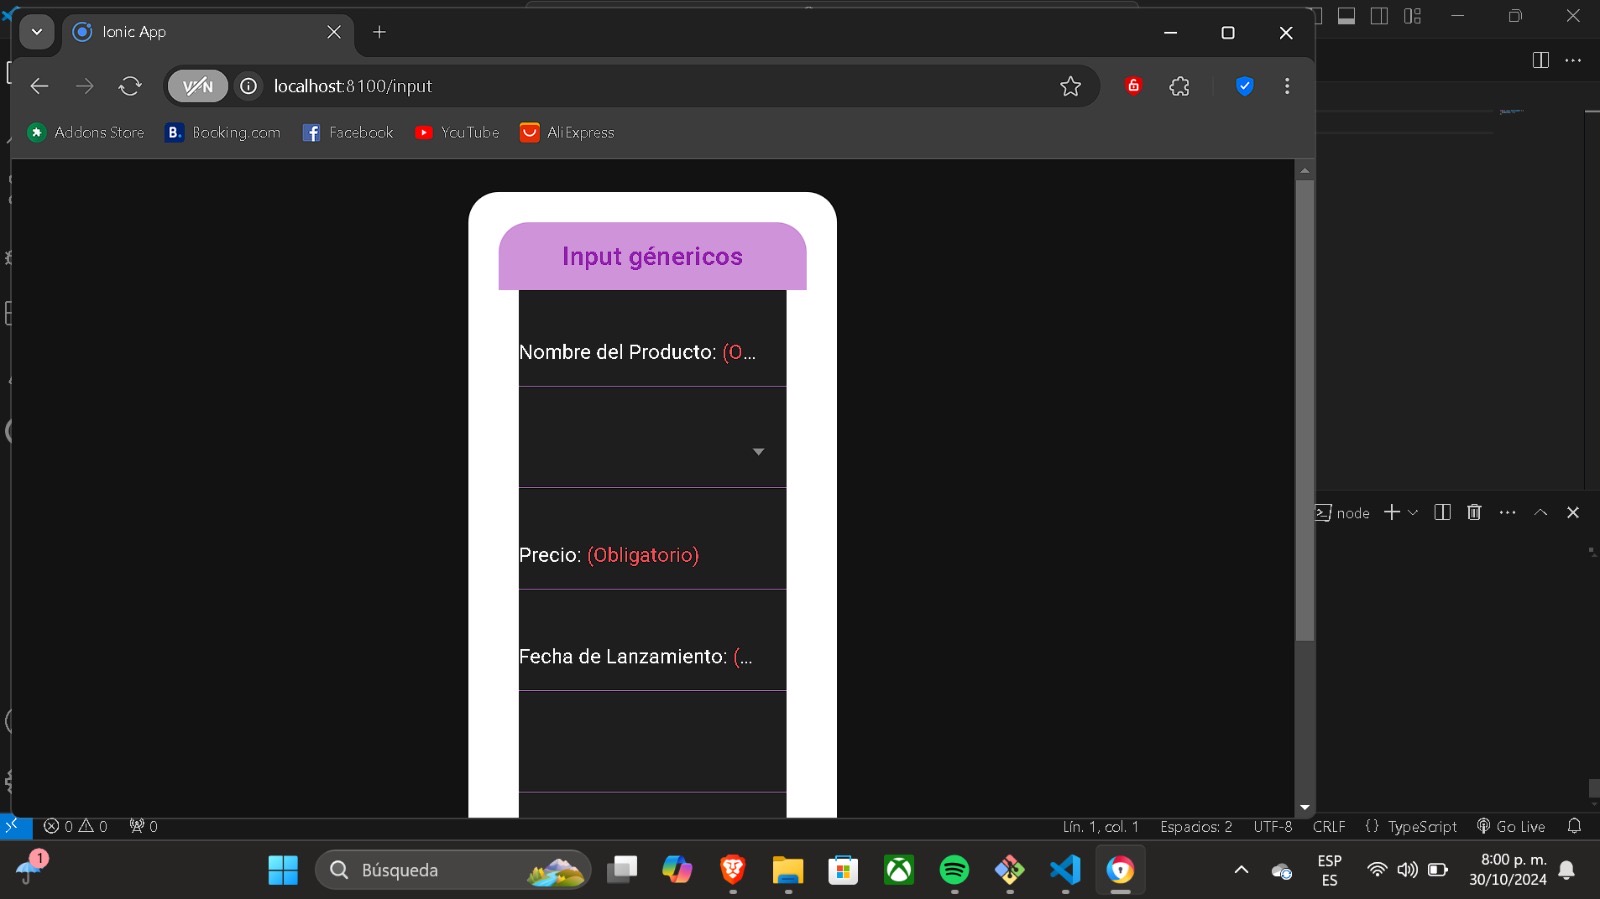 Ionic App
VPN
localhost:8100/input
Addons Store
B. Booking.com
Facebook
YouTube
AliExpress
Input génericos
Nombre del Producto: (O...
Precio: (Obligatorio)
Fecha de Lanzamiento: (...
node
0 0 0
Lín. 1, col. 1
Espacios: 2
UTF-8
CRLF
{ } TypeScript
Go Live
1
Búsqueda
ESP
ES
8:00 p. m.
30/10/2024